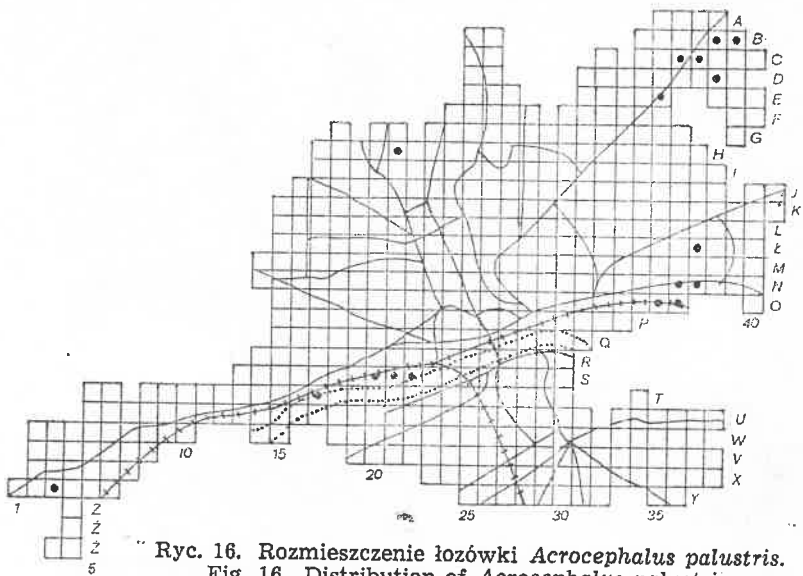 A
B
C
D
E
F
G
H
I
J
K
L
Ł
M
N
O
40
P
Q
R
S
T
U
W
V
X
Y
10
15
20
25
30
35
1
Z
Ź
Ż
5
Ryc. 16. Rozmieszczenie łozówki Acrocephalus palustris.
Fig. 16. Distribution of Acrocephalus